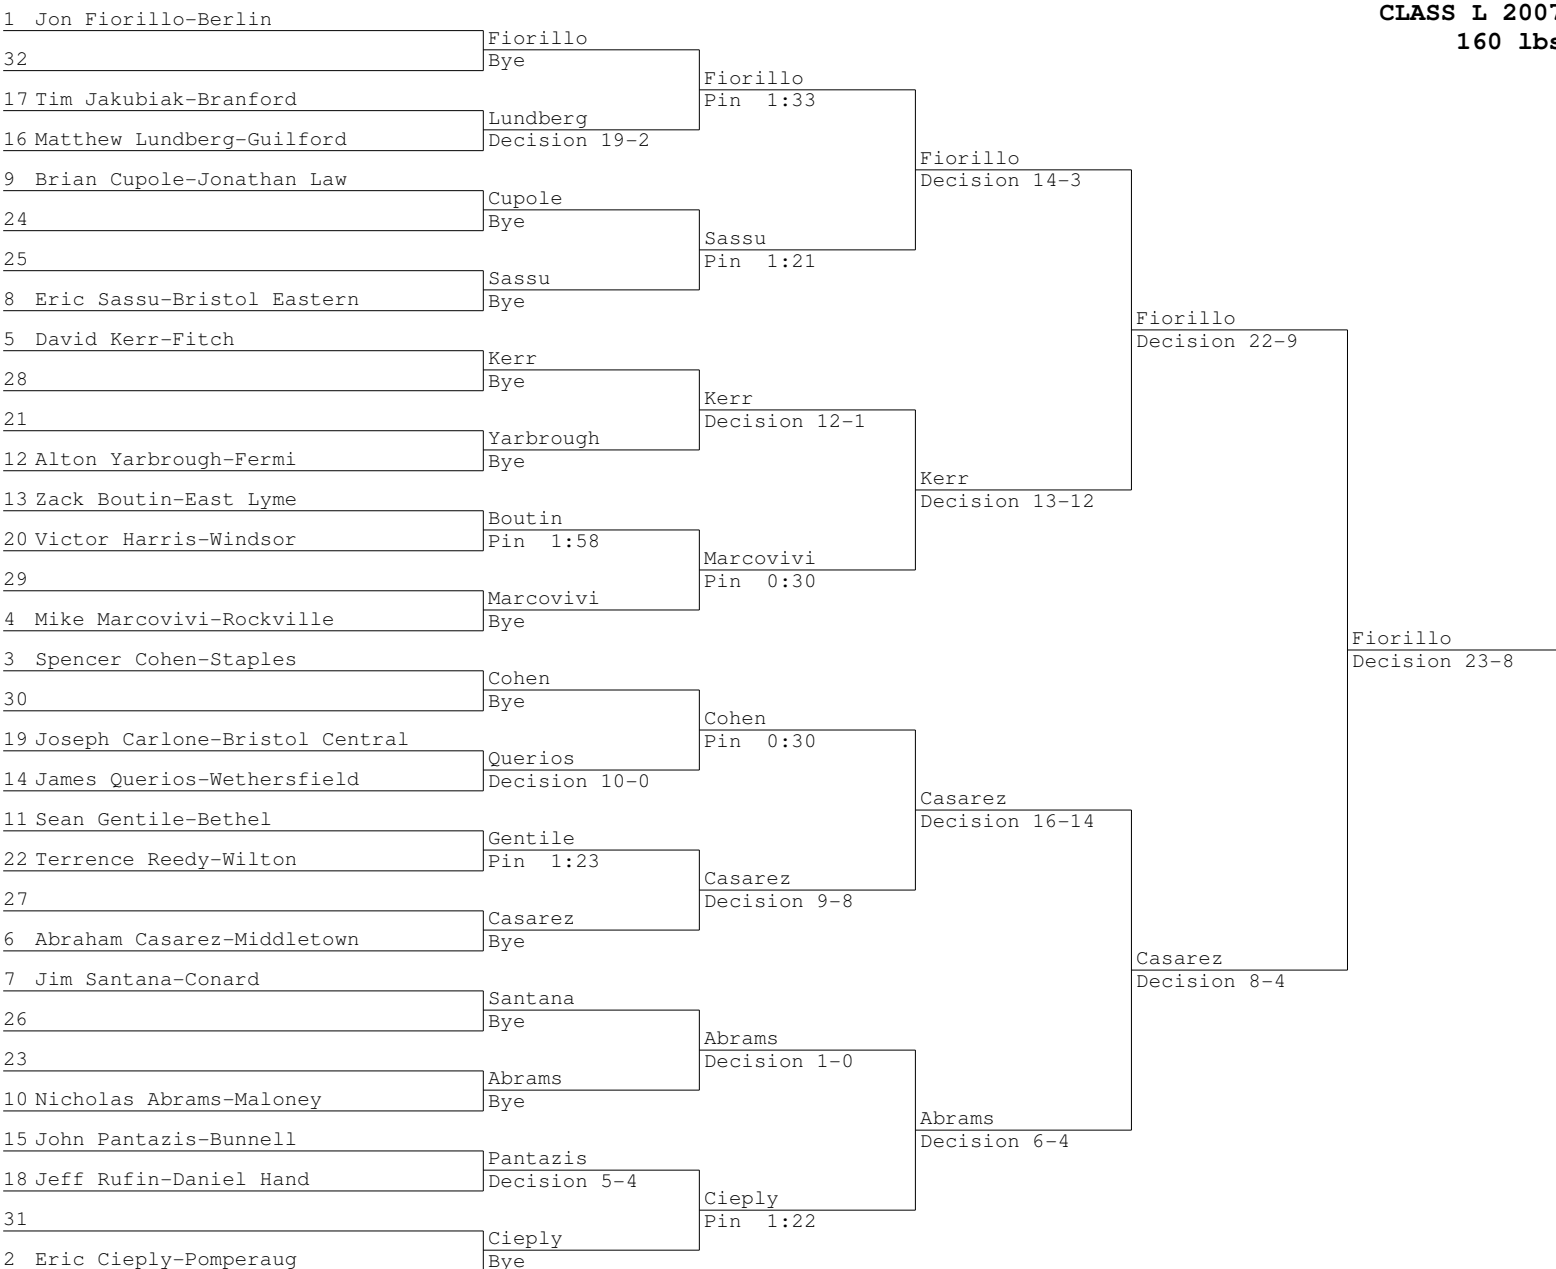 CLASS L 2007
160 lbs
1 Jon Fiorillo-Berlin
Fiorillo
32
Bye
Fiorillo
17 Tim Jakubiak-Branford
Pin 1:33
Lundberg
16 Matthew Lundberg-Guilford
Decision 19-2
Fiorillo
9 Brian Cupole-Jonathan Law
Decision 14-3
Cupole
24
Bye
Sassu
25
Pin 1:21
Sassu
8 Eric Sassu-Bristol Eastern
Bye
Fiorillo
5 David Kerr-Fitch
Decision 22-9
Kerr
28
Bye
Kerr
21
Decision 12-1
Yarbrough
12 Alton Yarbrough-Fermi
Bye
Kerr
13 Zack Boutin-East Lyme
Decision 13-12
Boutin
20 Victor Harris-Windsor
Pin 1:58
Marcovivi
29
Pin 0:30
Marcovivi
4 Mike Marcovivi-Rockville
Bye
Fiorillo
3 Spencer Cohen-Staples
Decision 23-8
Cohen
30
Bye
Cohen
19 Joseph Carlone-Bristol Central
Pin 0:30
Querios
14 James Querios-Wethersfield
Decision 10-0
Casarez
11 Sean Gentile-Bethel
Decision 16-14
Gentile
22 Terrence Reedy-Wilton
Pin 1:23
Casarez
27
Decision 9-8
Casarez
6 Abraham Casarez-Middletown
Bye
Casarez
7 Jim Santana-Conard
Decision 8-4
Santana
26
Bye
Abrams
23
Decision 1-0
Abrams
10 Nicholas Abrams-Maloney
Bye
Abrams
15 John Pantazis-Bunnell
Decision 6-4
Pantazis
18 Jeff Rufin-Daniel Hand
Decision 5-4
Cieply
31
Pin 1:22
Cieply
2 Eric Cieply-Pomperaug
Bye